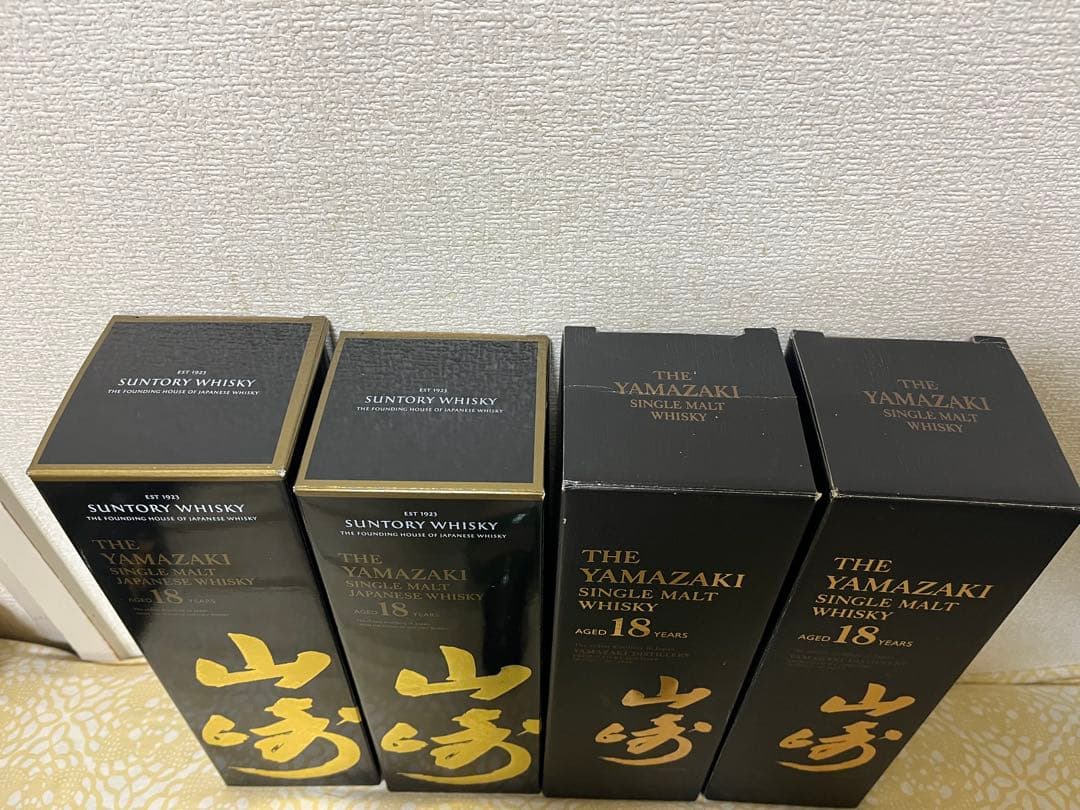 EST 1923
SUNTORY WHISKY
THE FOUNDING HOUSE OF JAPANESE WHISKY
EST 1923
SUNTORY WHISKY
THE FOUNDING HOUSE OF JAPANESE WHISKY
THE
YAMAZAKI
SINGLE MALT
JAPANESE WHISKY
AGED 18 YEARS
山崎
EST 1923
SUNTORY WHISKY
THE FOUNDING HOUSE OF JAPANESE WHISKY
EST 1923
SUNTORY WHISKY
THE FOUNDING HOUSE OF JAPANESE WHISKY
THE
YAMAZAKI
SINGLE MALT
JAPANESE WHISKY
AGED 18 YEARS
山崎
THE
YAMAZAKI
SINGLE MALT
WHISKY
THE
YAMAZAKI
SINGLE MALT
WHISKY
AGED 18 YEARS
YAMAZAKI DISTILLERY
山崎
THE
YAMAZAKI
SINGLE MALT
WHISKY
THE
YAMAZAKI
SINGLE MALT
WHISKY
AGED 18 YEARS
YAMAZAKI DISTILLERY
山崎